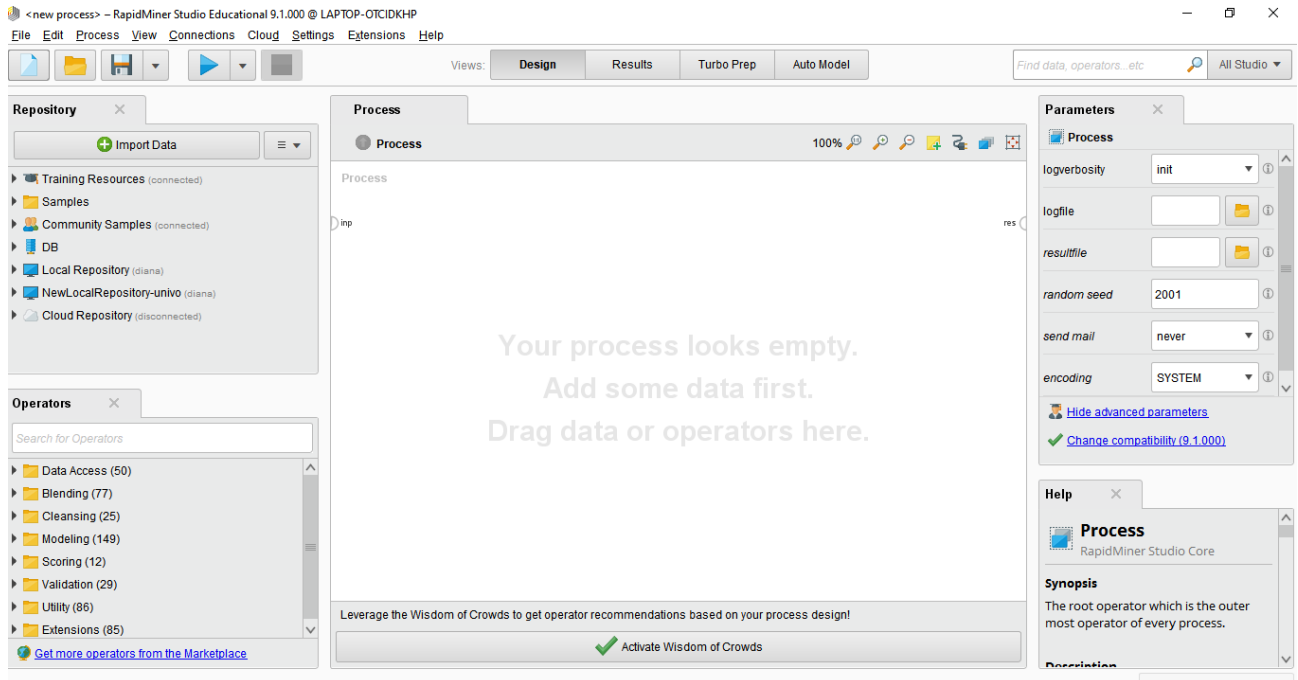 <new process> – RapidMiner Studio Educational 9.1.000 @ LAPTOP-OTCIDKHP
File Edit Process View Connections Cloud Settings Extensions Help
Views: Design Results Turbo Prep Auto Model
Find data, operators...etc
All Studio
Repository
Import Data
Training Resources (connected)
Samples
Community Samples (connected)
DB
Local Repository (diana)
NewLocalRepository-univo (diana)
Cloud Repository (disconnected)
Operators
Search for Operators
Data Access (50)
Blending (77)
Cleansing (25)
Modeling (149)
Scoring (12)
Validation (29)
Utility (86)
Extensions (85)
Get more operators from the Marketplace
Process
Process
100%
Process
inp
res
Your process looks empty.
Add some data first.
Drag data or operators here.
Leverage the Wisdom of Crowds to get operator recommendations based on your process design!
Activate Wisdom of Crowds
Parameters
Process
logverbosity init
logfile
resultfile
random seed 2001
send mail never
encoding SYSTEM
Hide advanced parameters
Change compatibility (9.1.000)
Help
Process
RapidMiner Studio Core
Synopsis
The root operator which is the outer
most operator of every process.
Description